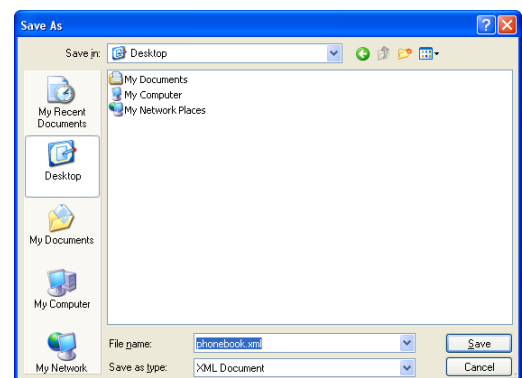 Save As
Save in:
Desktop
My Recent
Documents
Desktop
My Documents
My Computer
My Network
My Documents
My Computer
My Network Places
File name:
phonebook.xml
Save
Save as type:
XML Document
Cancel